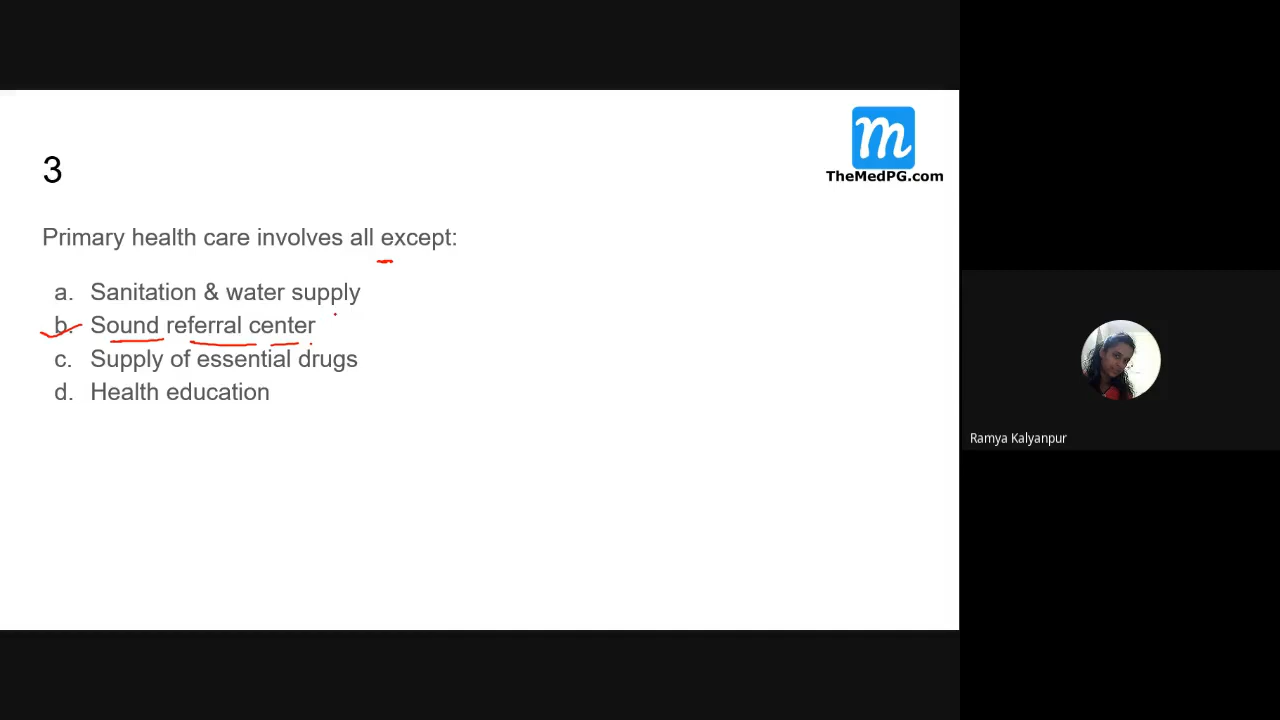 m
TheMedPG.com
3
Primary health care involves all except:
a. Sanitation & water supply
b. Sound referral center
c. Supply of essential drugs
d. Health education
Ramya Kalyanpur